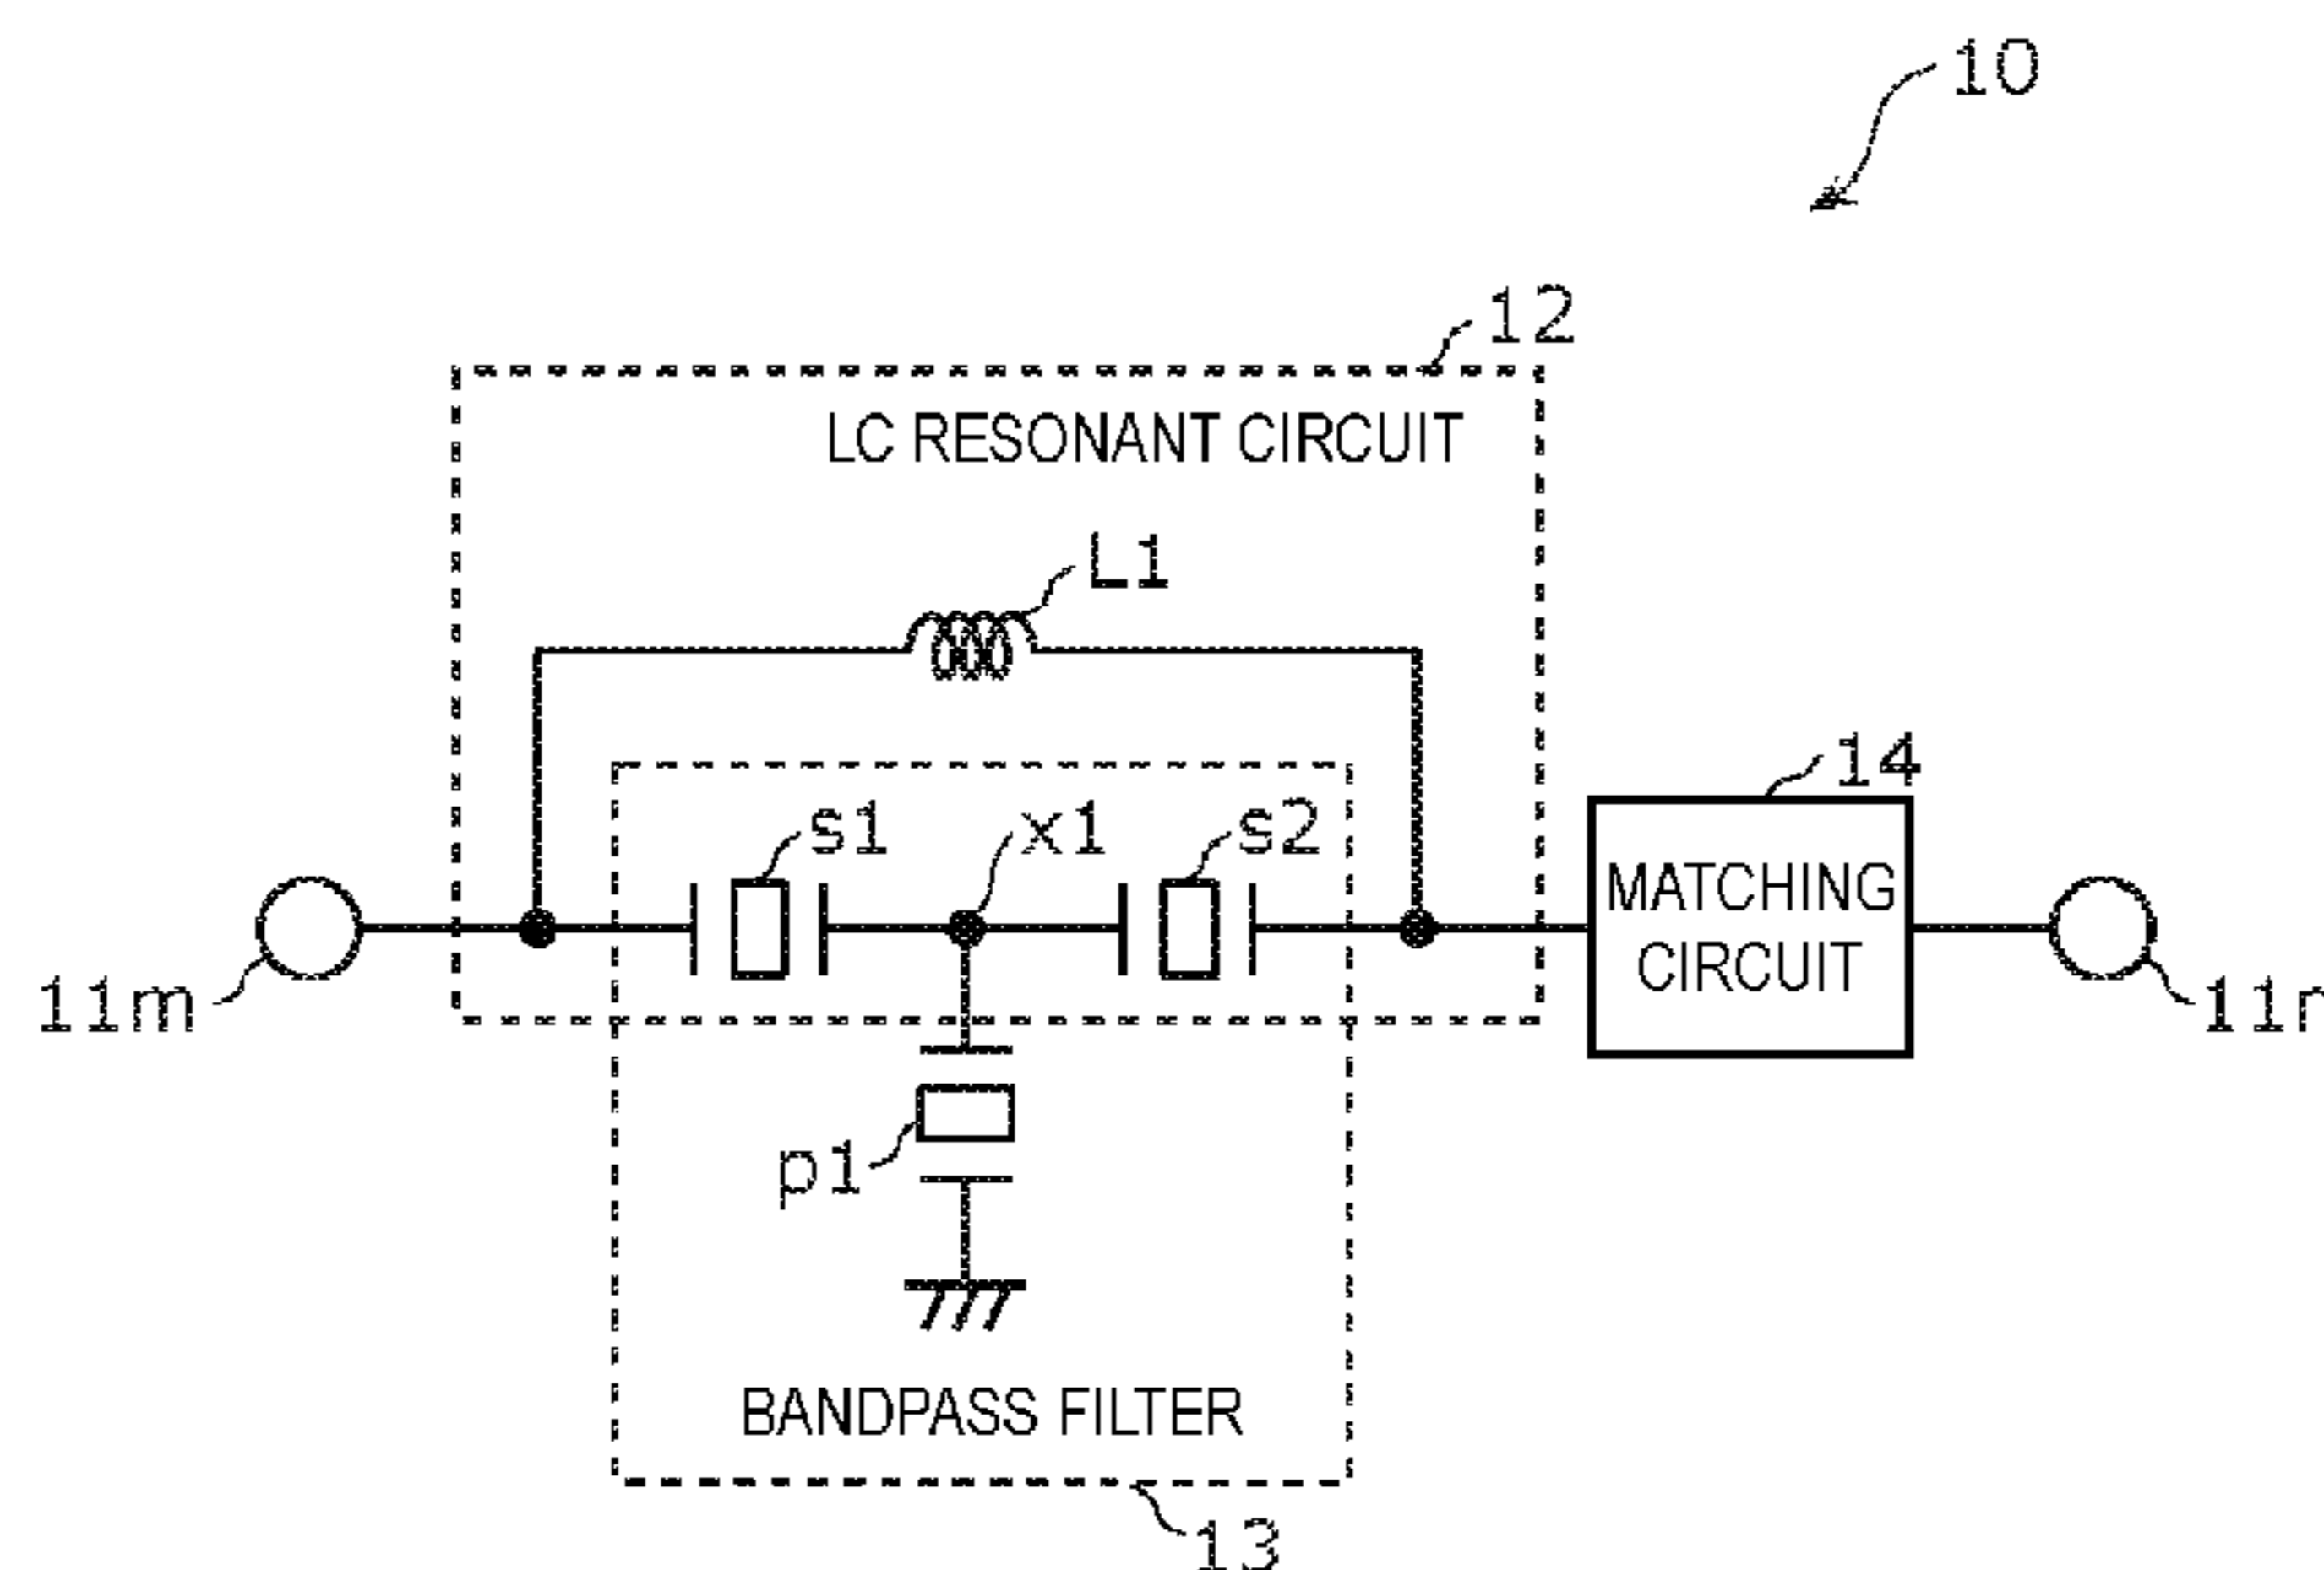 10
12
LC RESONANT CIRCUIT
L1
14
s1
x1
s2
MATCHING
CIRCUIT
11m
p1
BANDPASS FILTER
13